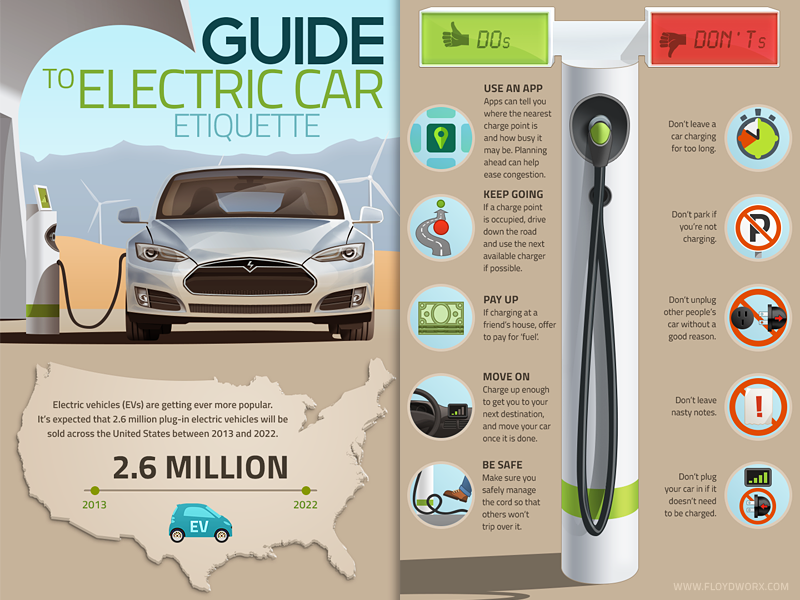 GUIDE
TO ELECTRIC CAR
ETIQUETTE
Electric vehicles (EVs) are getting ever more popular.
It's expected that 2.6 million plug-in electric vehicles will be
sold across the United States between 2013 and 2022.
2.6 MILLION
2013
2022
EV
DOs
USE AN APP
Apps can tell you
where the nearest
charge point is
and how busy it
may be. Planning
ahead can help
ease congestion.
KEEP GOING
If a charge point
is occupied, drive
down the road
and use the next
available charger
if possible.
PAY UP
If charging at a
friend's house, offer
to pay for 'fuel'.
MOVE ON
Charge up enough
to get you to your
next destination,
and move your car
once it is done.
BE SAFE
Make sure you
safely manage
the cord so that
others won't
trip over it.
DON'Ts
Don't leave a
car charging
for too long.
Don't park if
you're not
charging.
P
Don't unplug
other people's
car without a
good reason.
Don't leave
nasty notes.
!
Don't plug
your car in if it
doesn't need
to be charged.
WWW.FLOYDWORX.COM